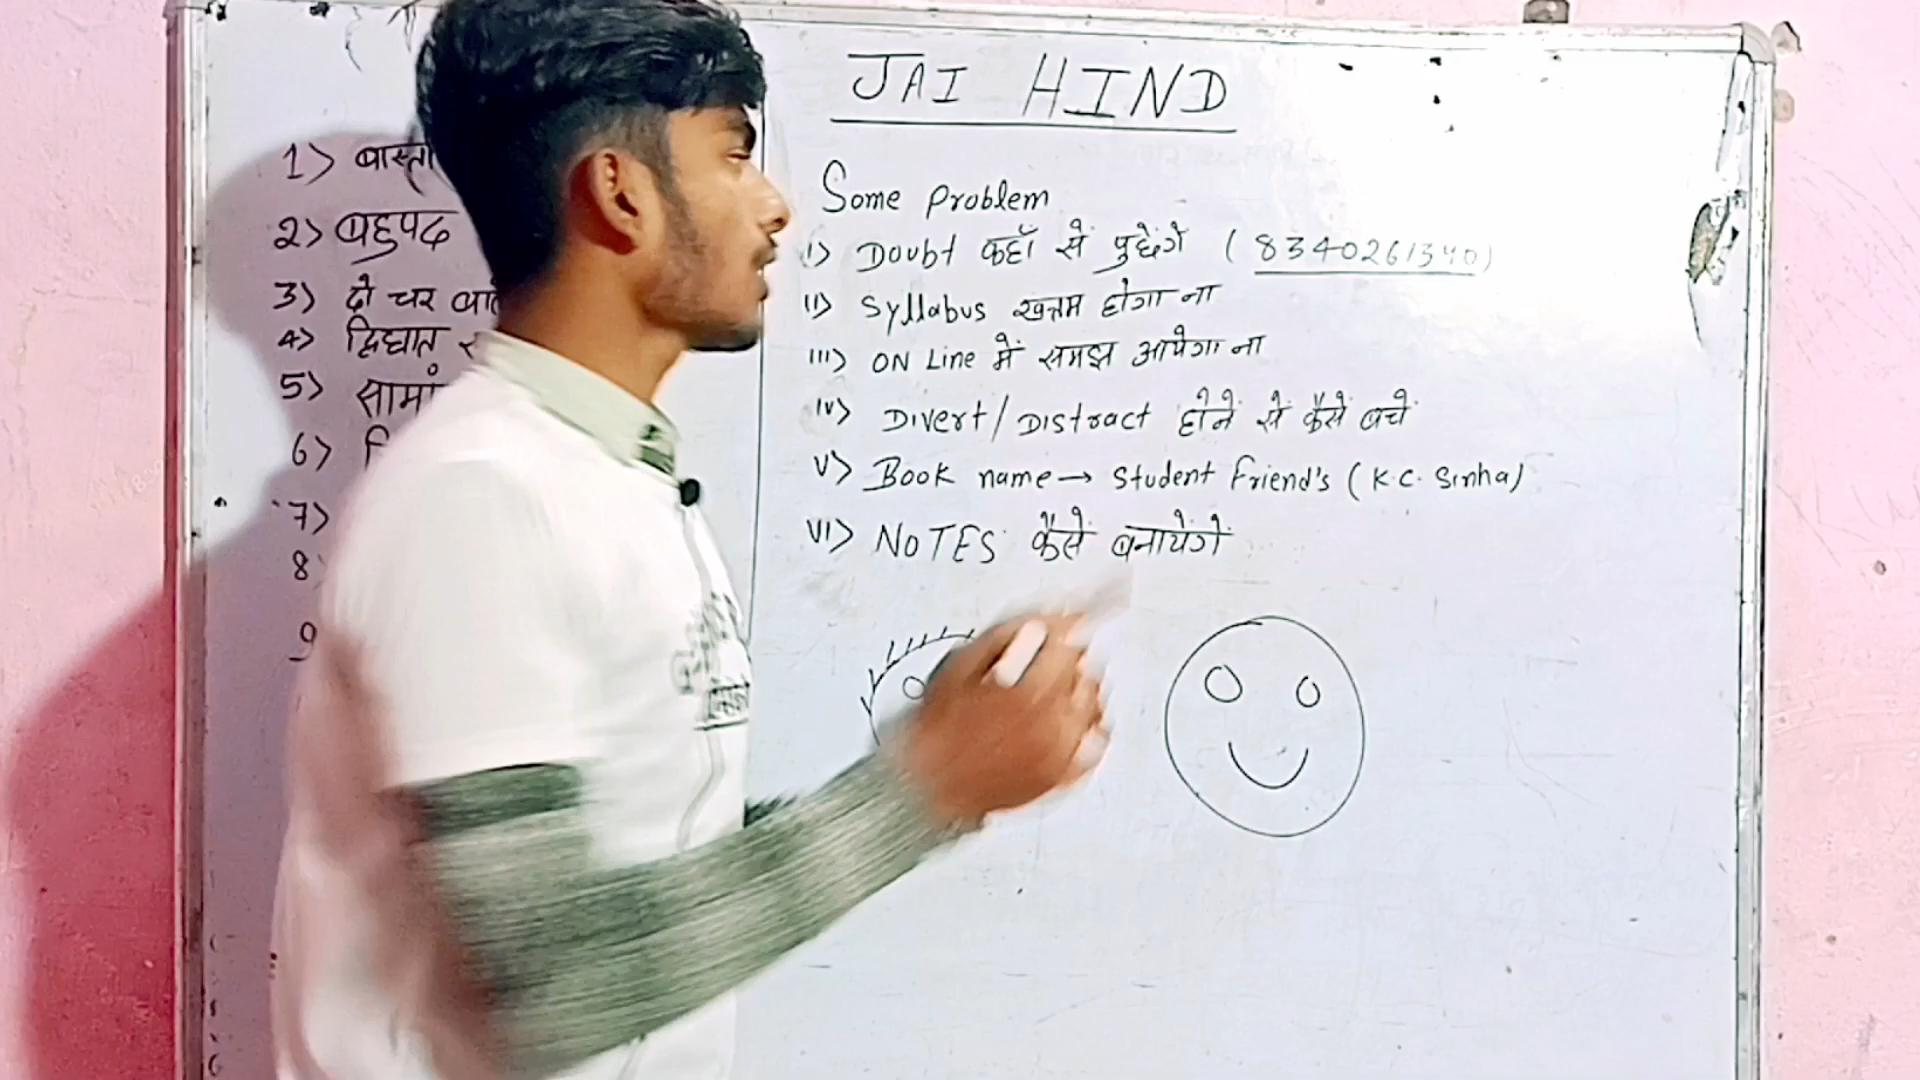 JAI HIND
1) वास्त
2) बहुपद
3) दो चर
4) द्विघात
5) सामां
6)
7)
8)
9
Some Problem
i) Doubt कहाँ से पुछेंगे (8340261340)
ii) Syllabus खत्म होगा ना
iii) ON Line में समझ आयेगा ना
iv) Divert/Distract होने से कैसे बचे
v) Book name → Student Friend's (K.C. Sinha)
vi) NOTES कैसे बनायेंगे